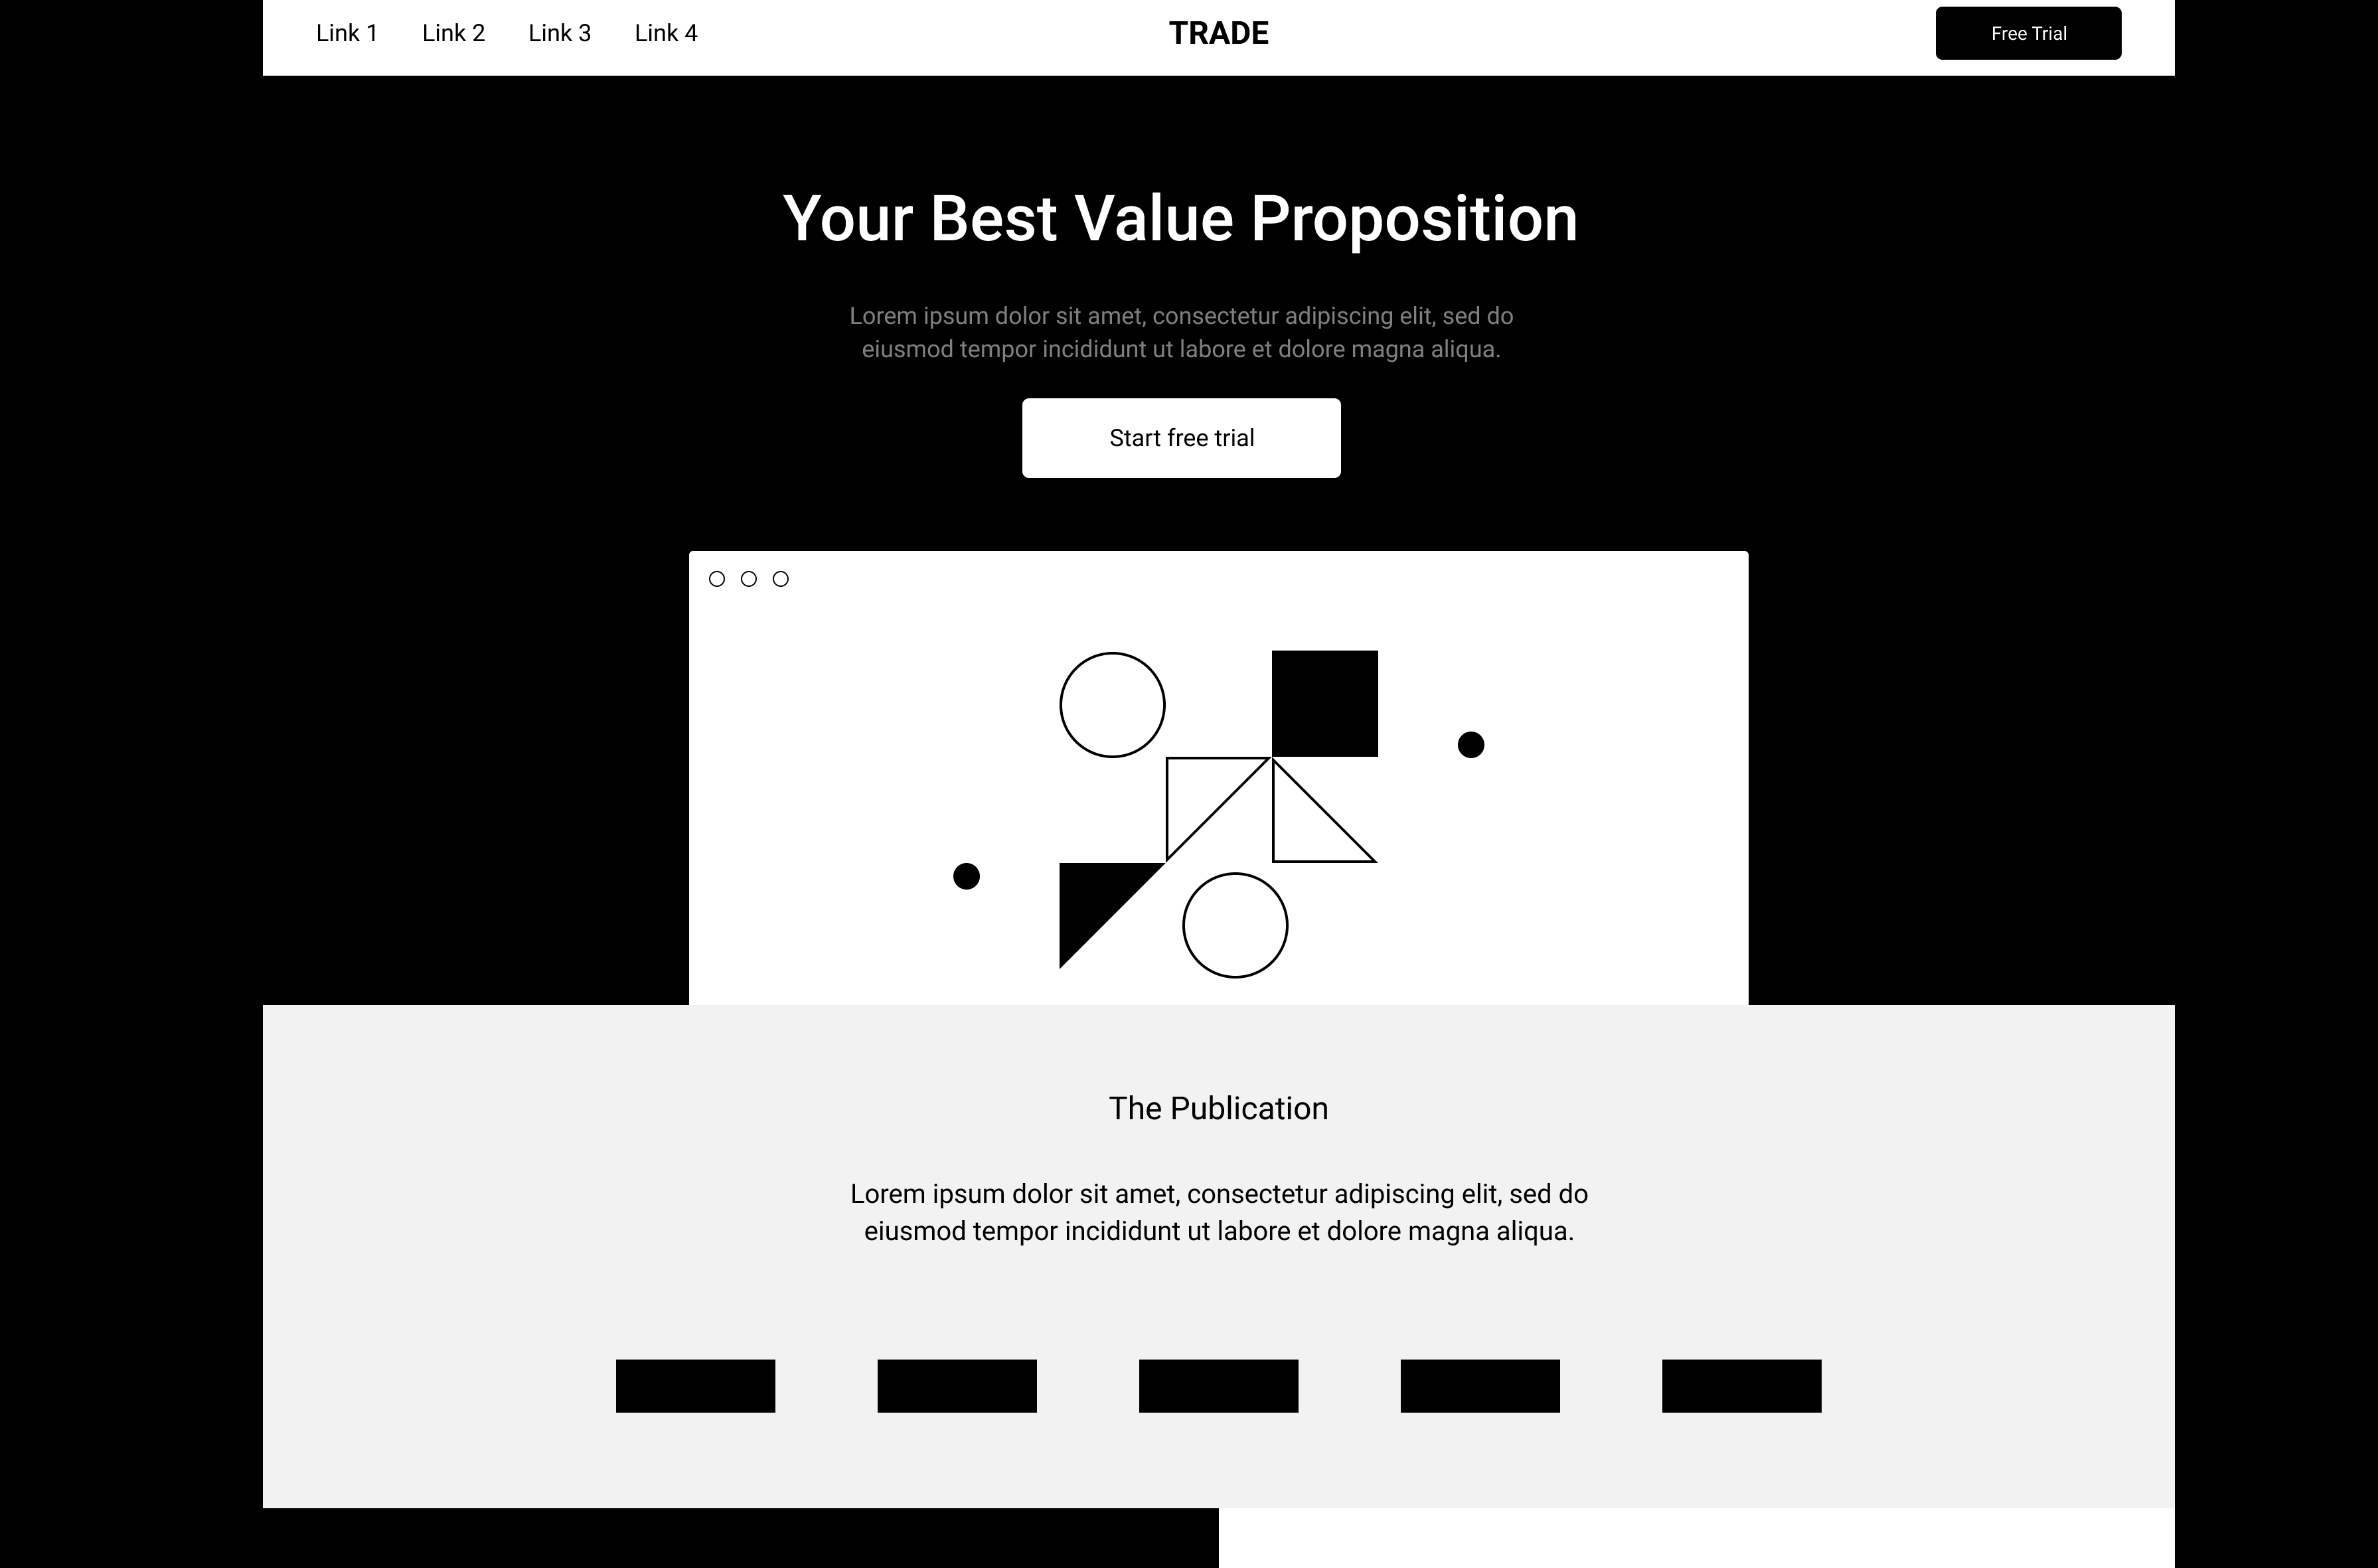 Link 1 Link 2 Link 3 Link 4 TRADE Free Trial
Your Best Value Proposition
Lorem ipsum dolor sit amet, consectetur adipiscing elit, sed do
eiusmod tempor incididunt ut labore et dolore magna aliqua.
Start free trial
The Publication
Lorem ipsum dolor sit amet, consectetur adipiscing elit, sed do
eiusmod tempor incididunt ut labore et dolore magna aliqua.